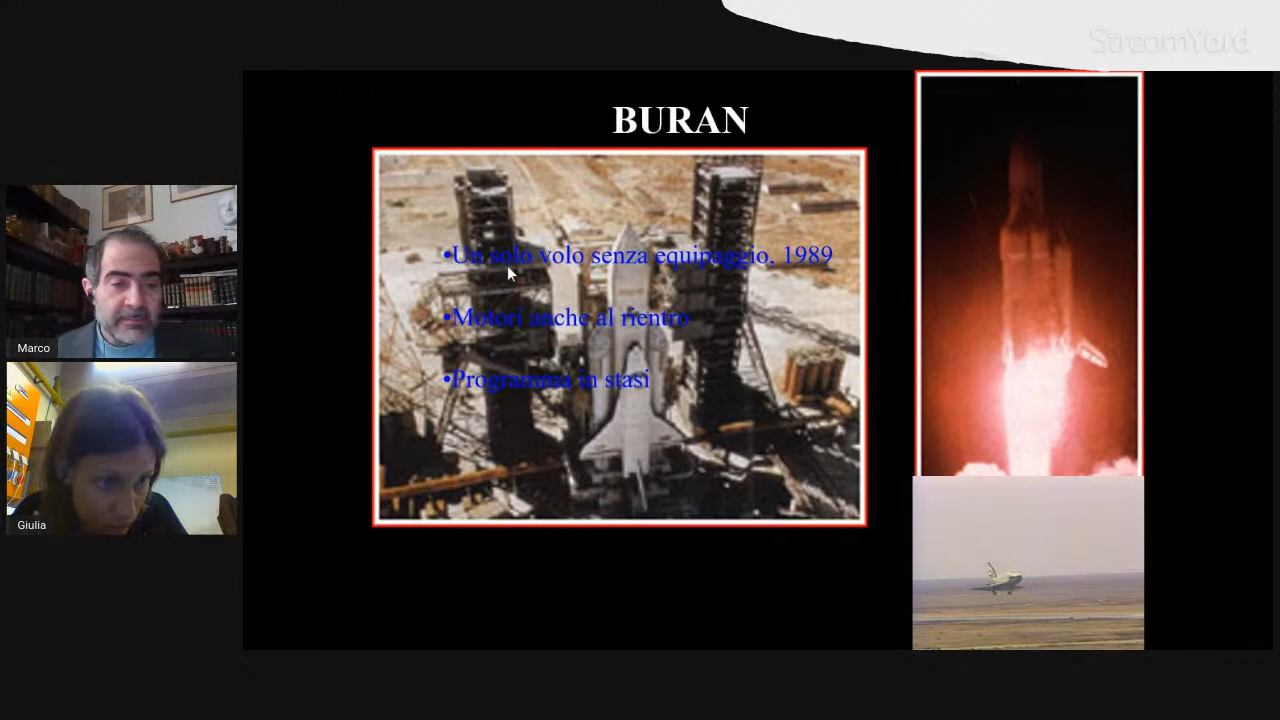 StreamYard
BURAN
•Un solo volo senza equipaggio, 1989
•Motori anche al rientro
•Programma in stasi
Marco
Giulia